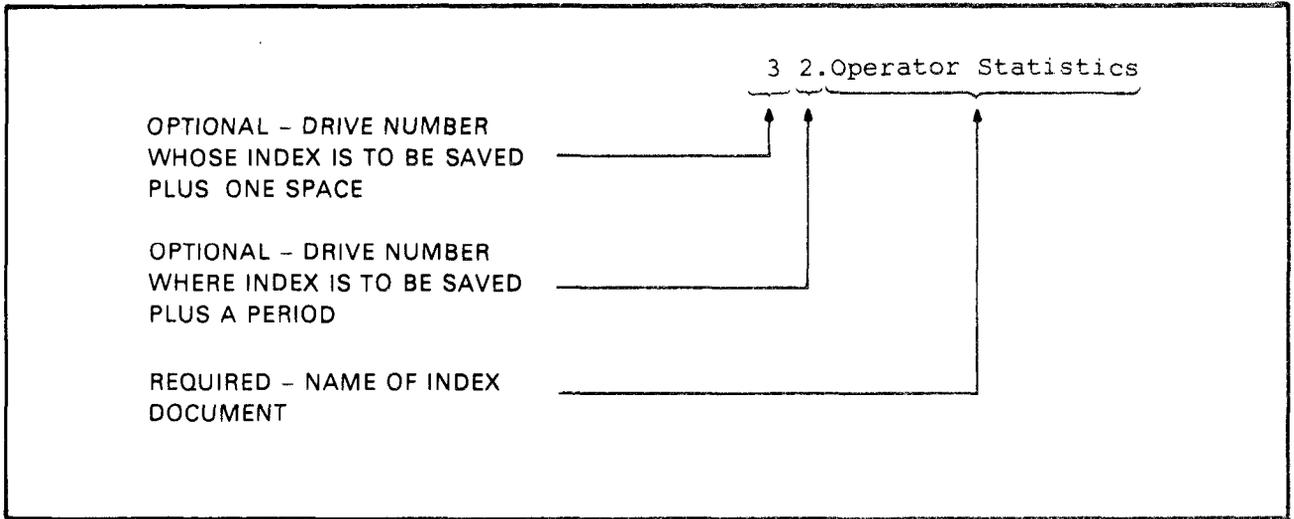 3 2.Operator Statistics
OPTIONAL – DRIVE NUMBER
WHOSE INDEX IS TO BE SAVED
PLUS ONE SPACE
OPTIONAL – DRIVE NUMBER
WHERE INDEX IS TO BE SAVED
PLUS A PERIOD
REQUIRED – NAME OF INDEX
DOCUMENT